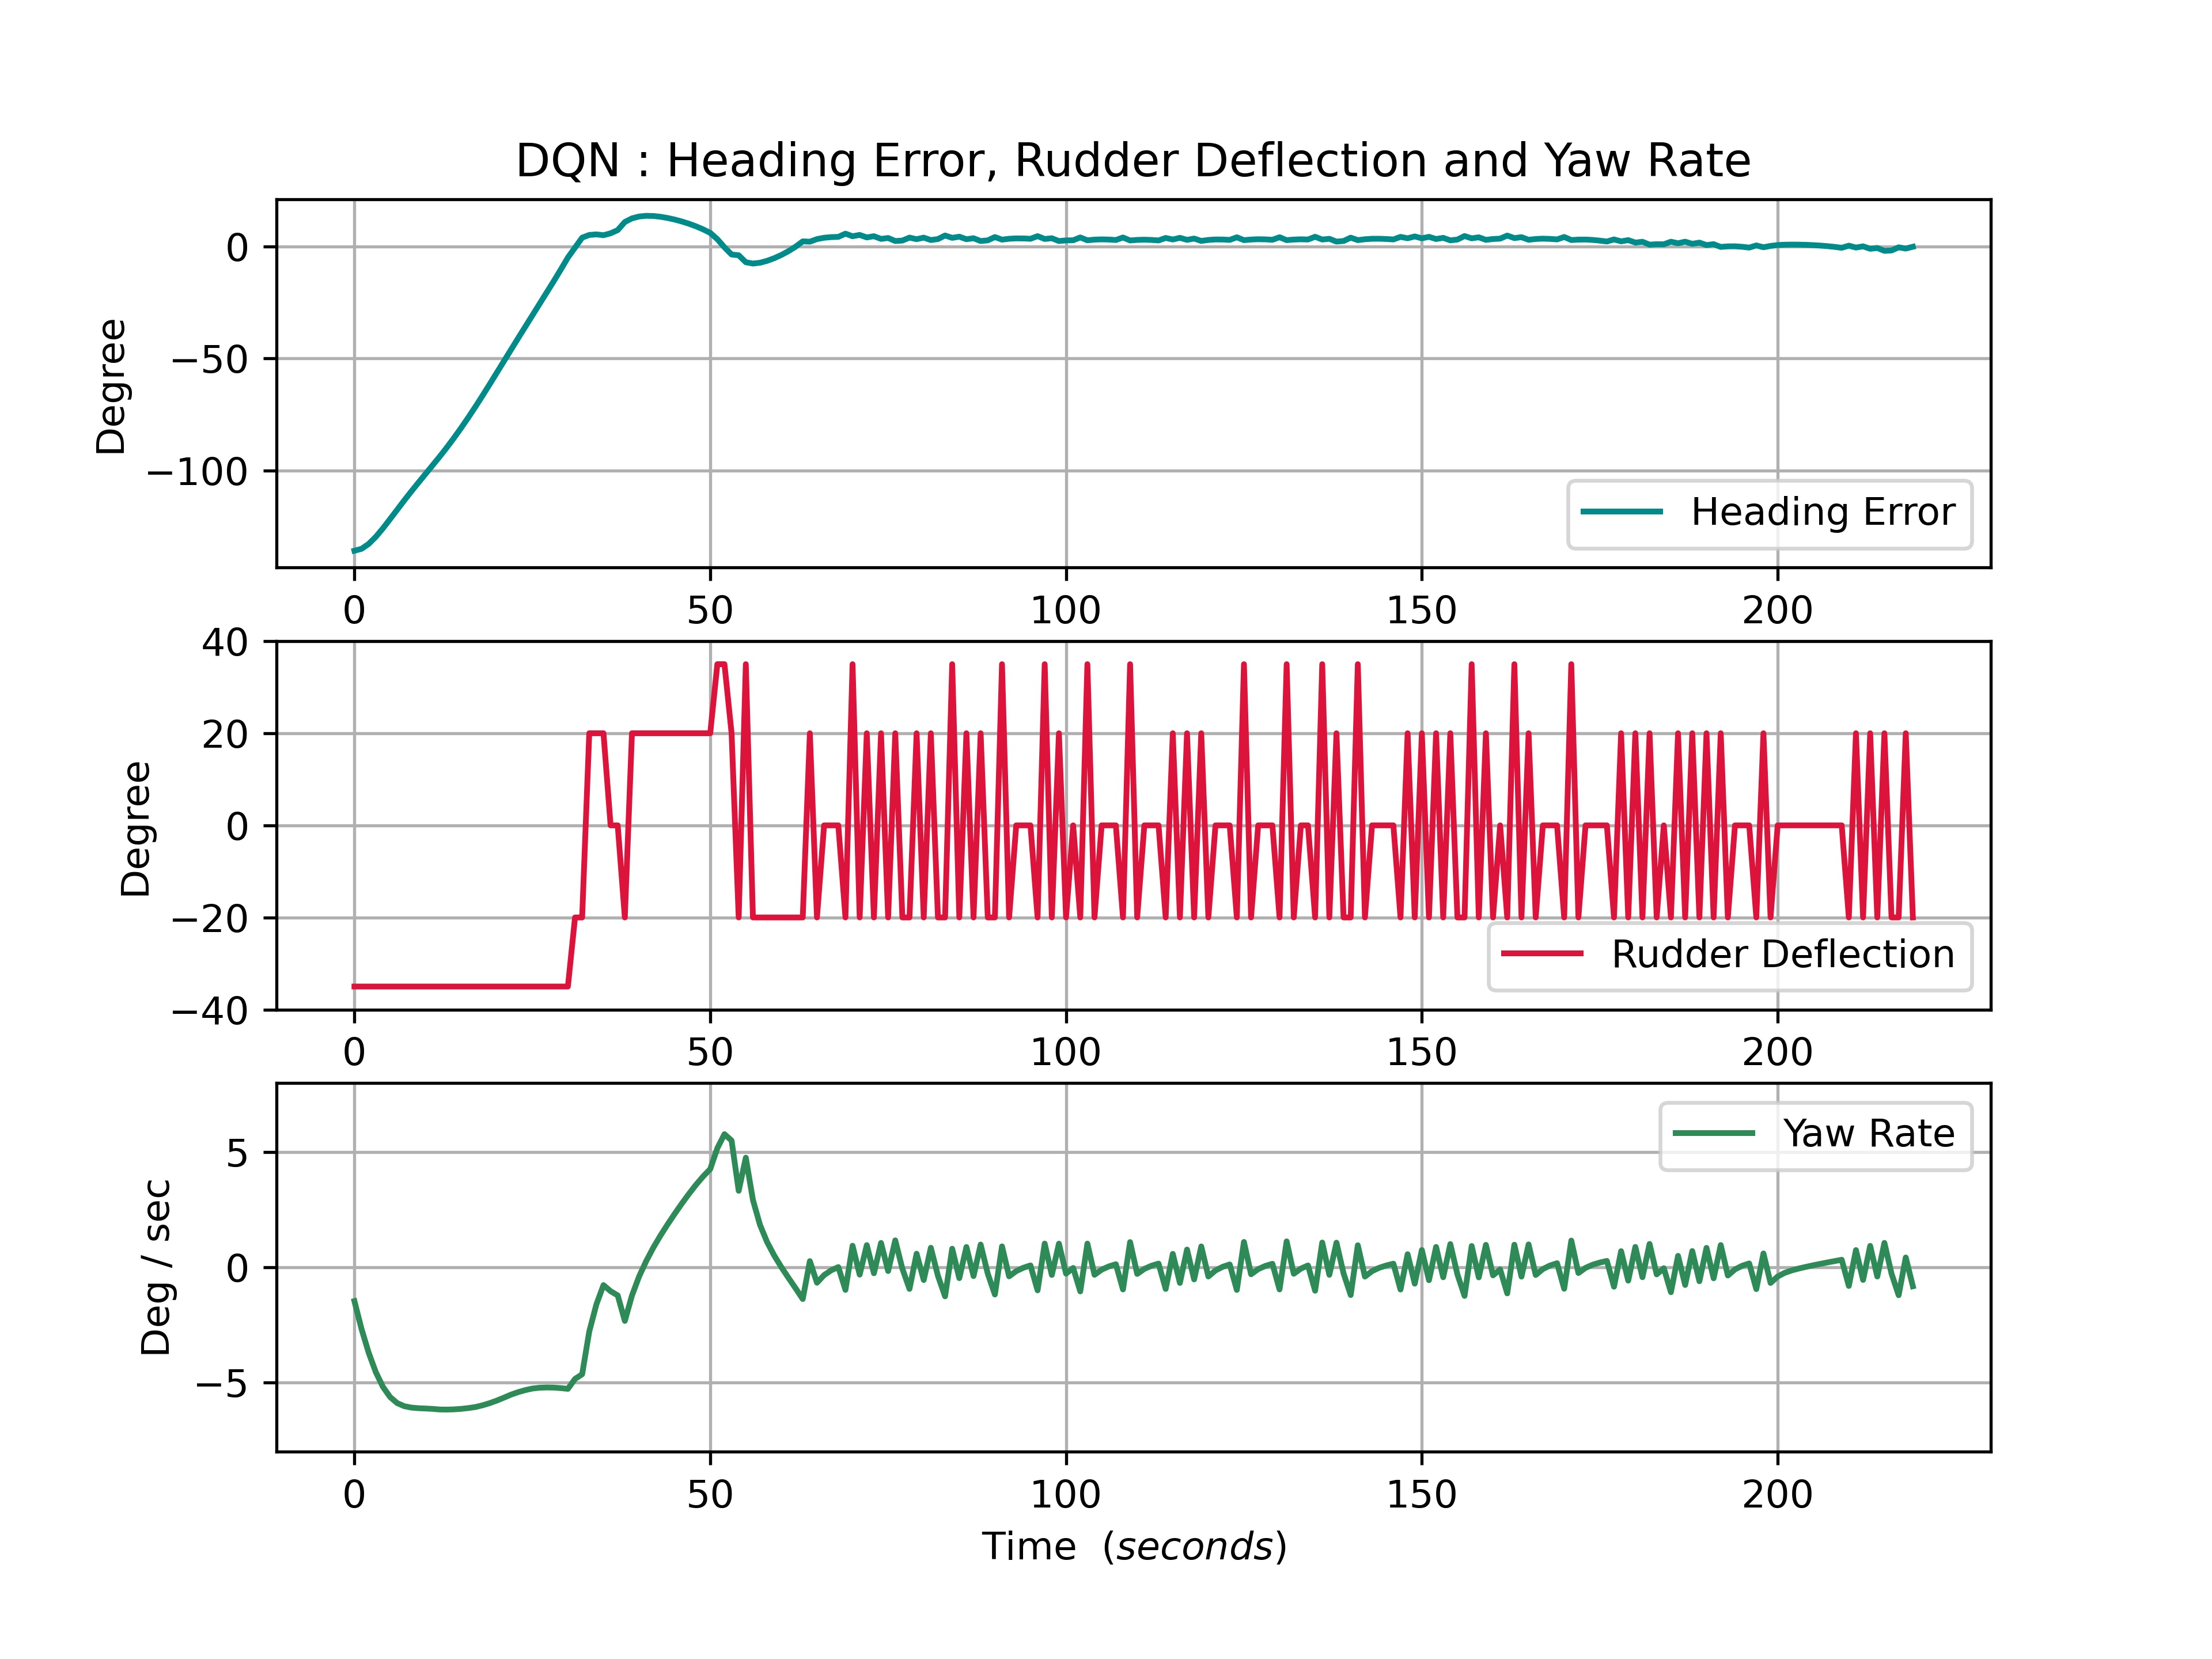 DQN : Heading Error, Rudder Deflection and Yaw Rate
0
−50
−100
Degree
Heading Error
0 50 100 150 200
40
20
0
−20
−40
Degree
Rudder Deflection
0 50 100 150 200
5
0
−5
Deg / sec
Yaw Rate
0 50 100 150 200
Time (seconds)